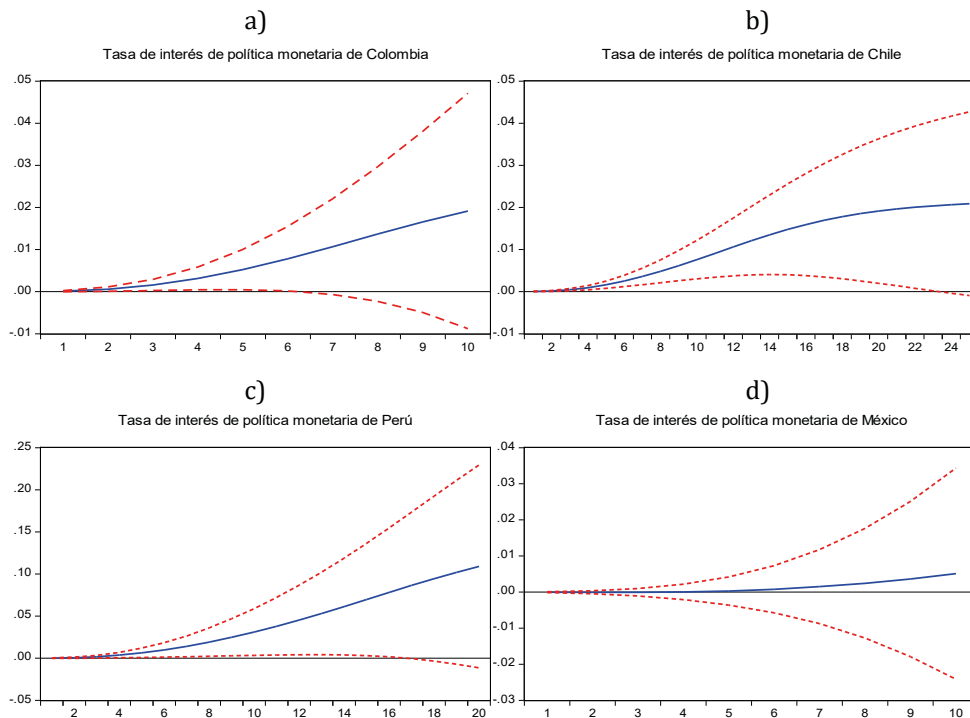 a)
Tasa de interés de política monetaria de Colombia
.05
.04
.03
.02
.01
.00
-.01
1 2 3 4 5 6 7 8 9 10
b)
Tasa de interés de política monetaria de Chile
.05
.04
.03
.02
.01
.00
-.01
2 4 6 8 10 12 14 16 18 20 22 24
c)
Tasa de interés de política monetaria de Perú
.25
.20
.15
.10
.05
.00
-.05
2 4 6 8 10 12 14 16 18 20
d)
Tasa de interés de política monetaria de México
.04
.03
.02
.01
.00
-.01
-.02
-.03
1 2 3 4 5 6 7 8 9 10